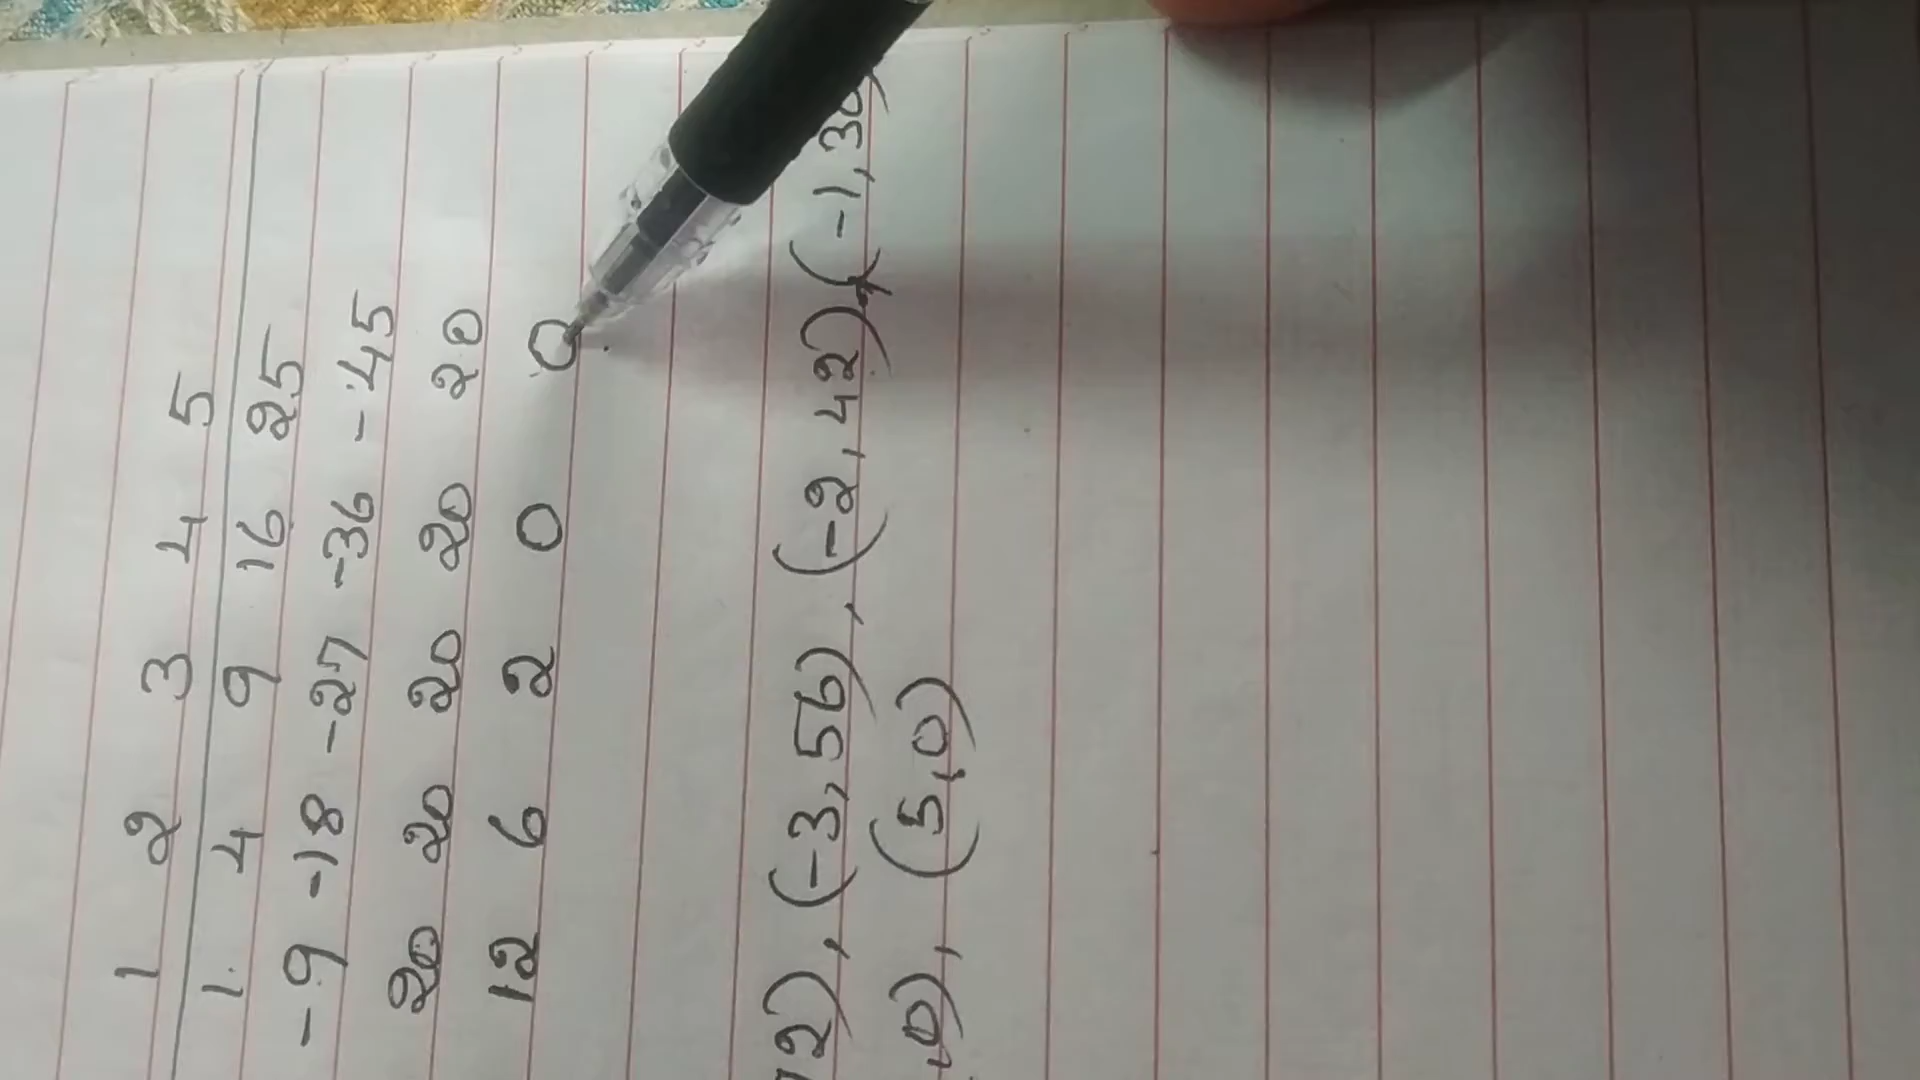 1 2 3 4 5
1 4 9 16 25
-9 -18 -27 -36 -45
20 20 20 20 20
12 6 2 0 0
2), (-3,56), (-2,42), (-1,30)
,0), (5,0)